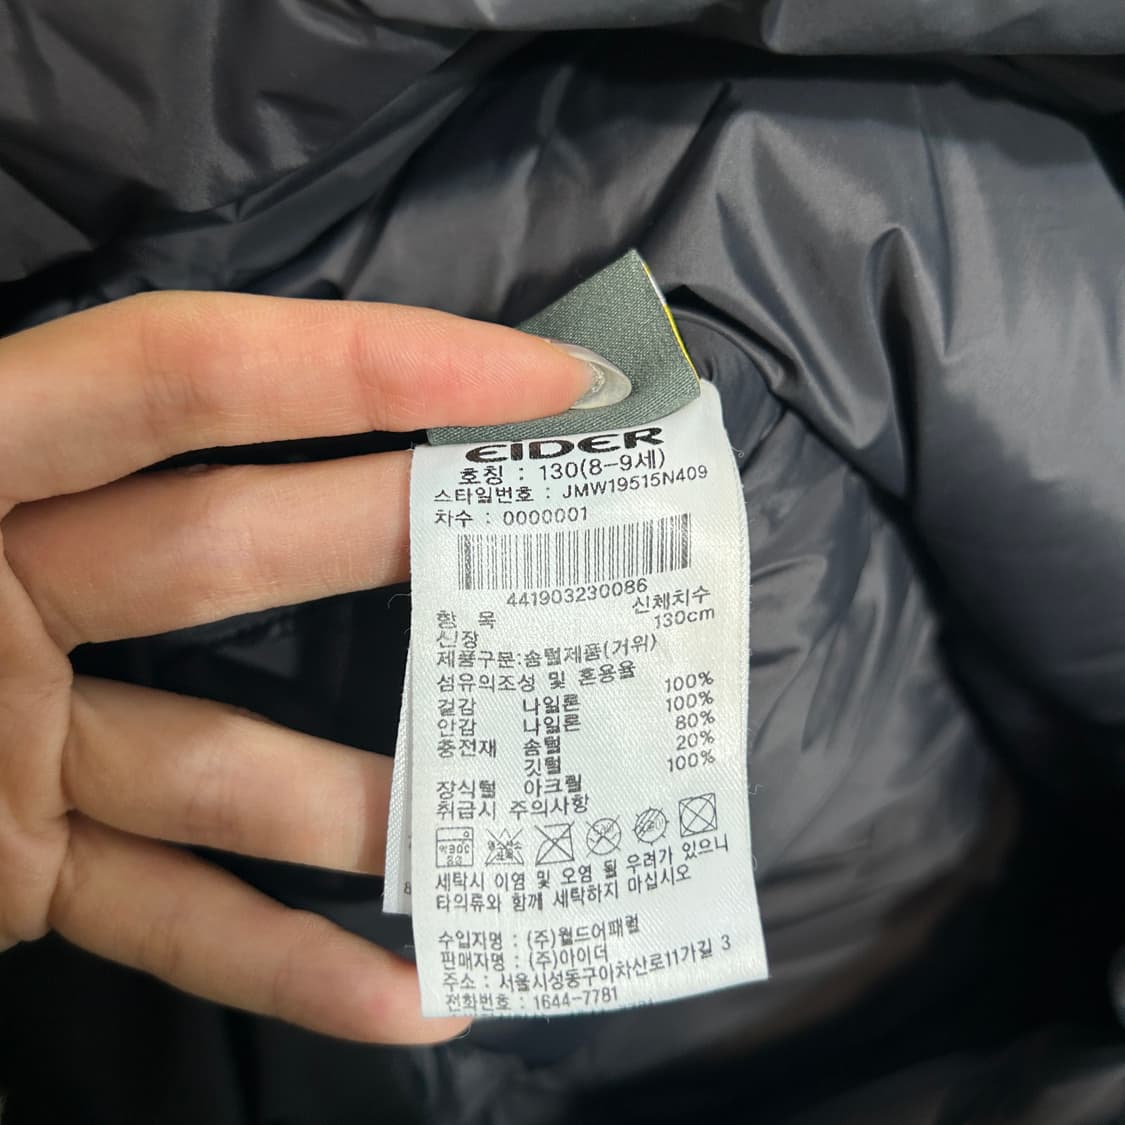 EIDER
호칭 : 130(8-9세)
스타일번호 : JMW19515N409
차수 : 0000001
441903230086
항 목 신체치수
신장 130cm
제품구분:솜털제품(거위)
섬유의조성 및 혼용율
겉감 나일론 100%
안감 나일론 100%
충전재 솜털 80%
깃털 20%
장식털 아크릴 100%
취급시 주의사항
약30℃
세탁시 이염 및 오염 될 우려가 있으니
타의류와 함께 세탁하지 마십시오
수입자명 : (주)월드어패럴
판매자명 : (주)아이더
주소 : 서울시성동구아차산로11가길 3
전화번호 : 1644-7781